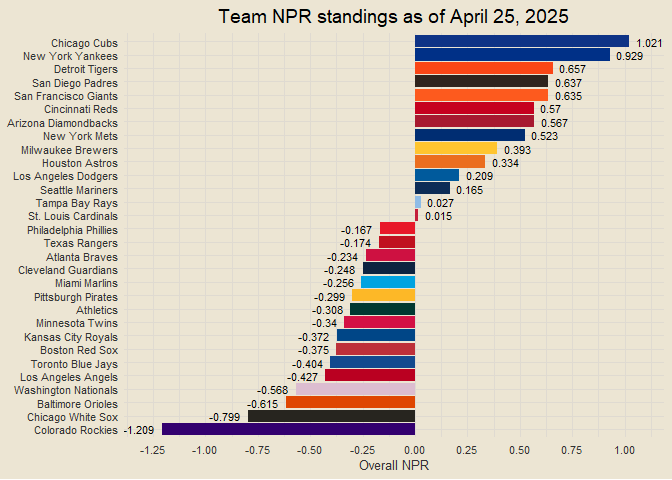 Team NPR standings as of April 25, 2025
Chicago Cubs 1.021
New York Yankees 0.929
Detroit Tigers 0.657
San Diego Padres 0.637
San Francisco Giants 0.635
Cincinnati Reds 0.57
Arizona Diamondbacks 0.567
New York Mets 0.523
Milwaukee Brewers 0.393
Houston Astros 0.334
Los Angeles Dodgers 0.209
Seattle Mariners 0.165
Tampa Bay Rays 0.027
St. Louis Cardinals 0.015
Philadelphia Phillies -0.167
Texas Rangers -0.174
Atlanta Braves -0.234
Cleveland Guardians -0.248
Miami Marlins -0.256
Pittsburgh Pirates -0.299
Athletics -0.308
Minnesota Twins -0.34
Kansas City Royals -0.372
Boston Red Sox -0.375
Toronto Blue Jays -0.404
Los Angeles Angels -0.427
Washington Nationals -0.568
Baltimore Orioles -0.615
Chicago White Sox -0.799
Colorado Rockies -1.209
-1.25 -1.00 -0.75 -0.50 -0.25 0.00 0.25 0.50 0.75 1.00
Overall NPR